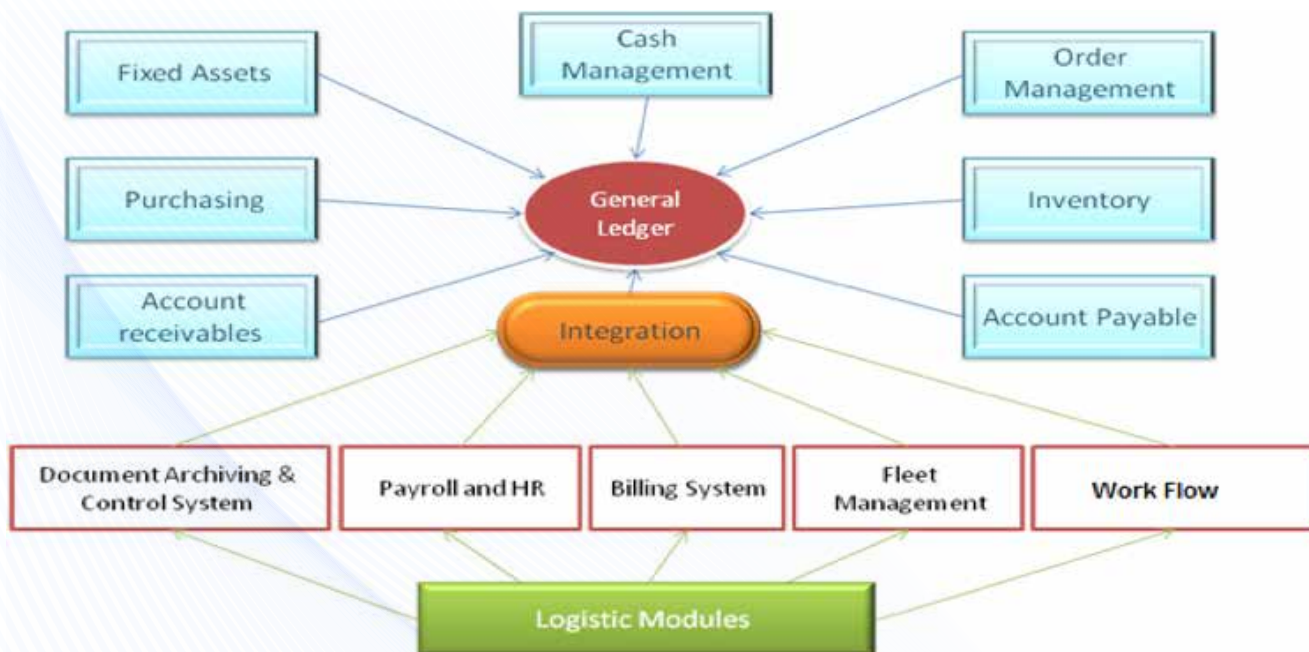 Fixed Assets
Cash
Management
Order
Management
Purchasing
General
Ledger
Inventory
Account
receivables
Integration
Account Payable
Document Archiving &
Control System
Payroll and HR
Billing System
Fleet
Management
Work Flow
Logistic Modules